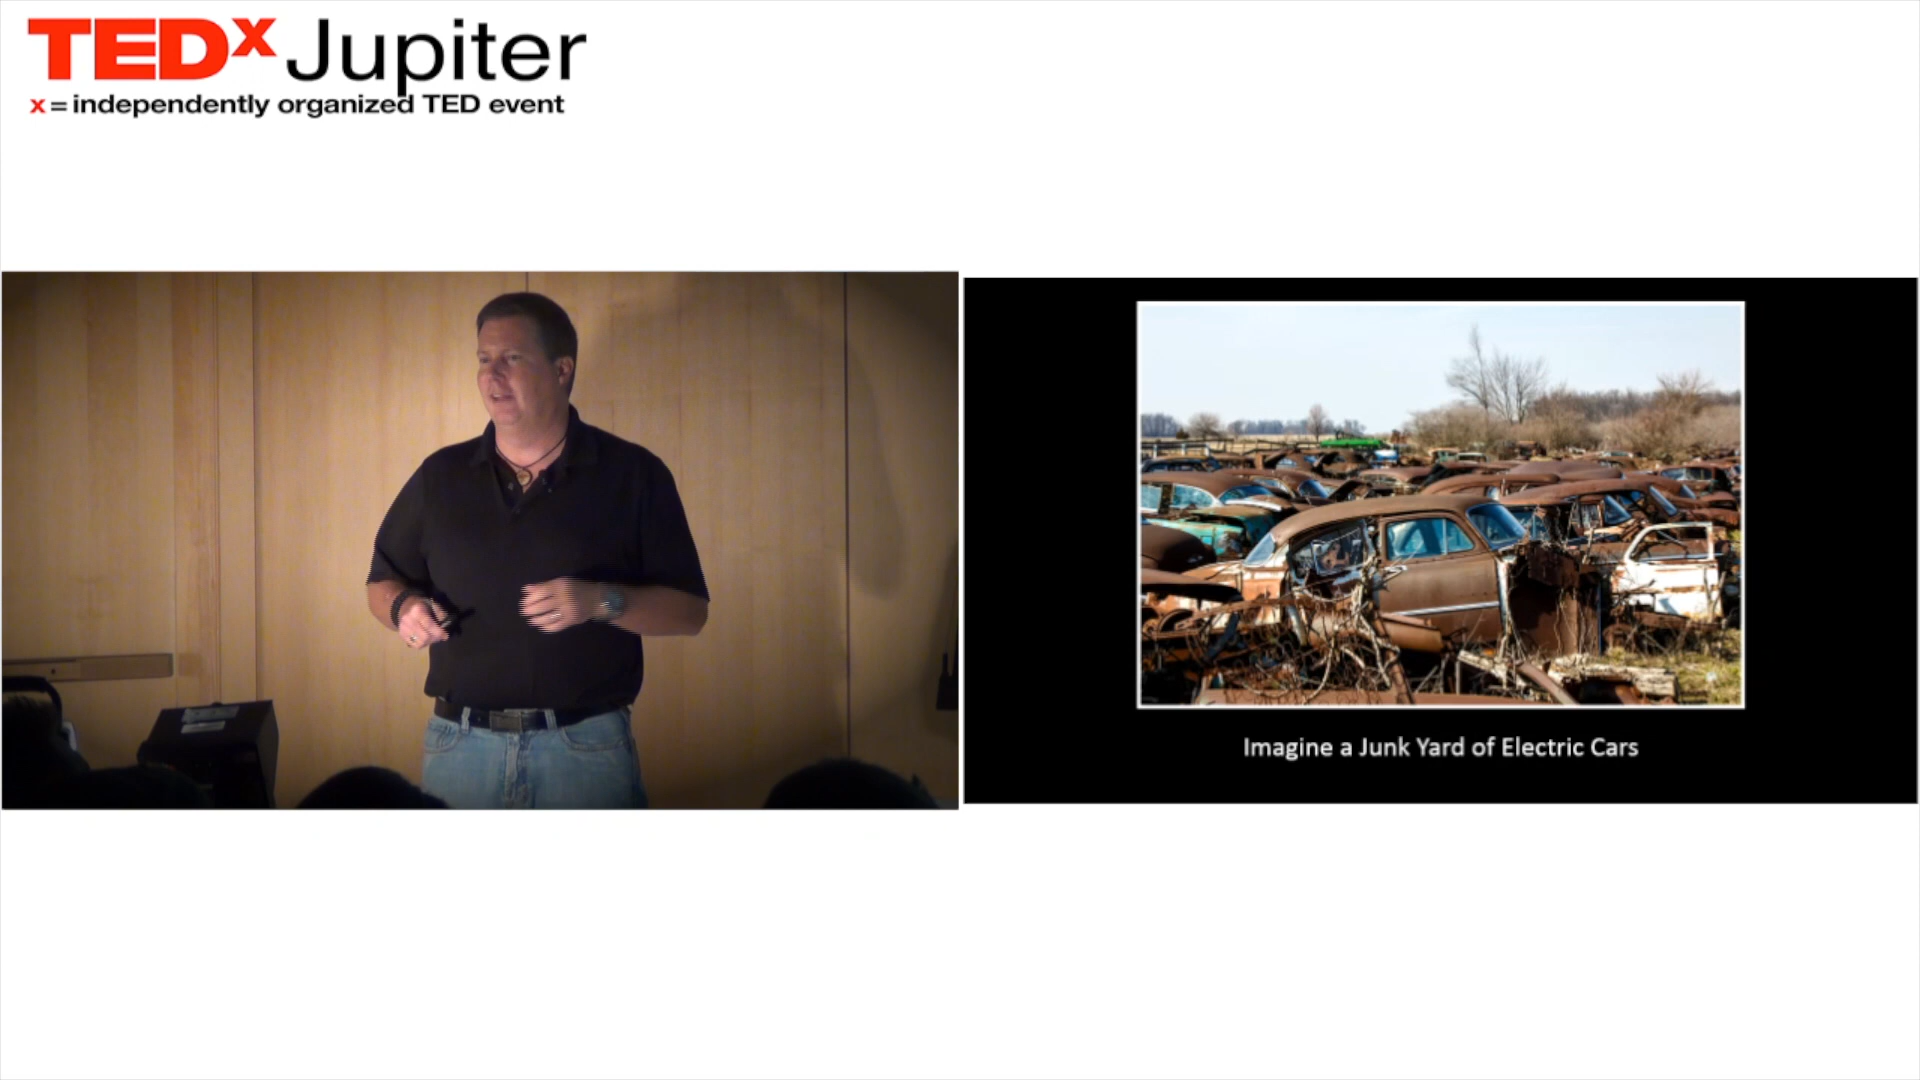 TEDx Jupiter
x = independently organized TED event
Imagine a Junk Yard of Electric Cars